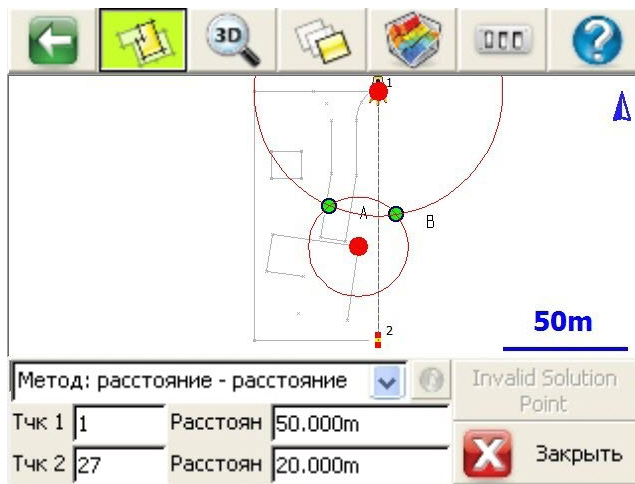 3D
1
A
B
50m
2
Метод: расстояние - расстояние
Invalid Solution
Point
Тчк 1 1 Расстоян 50.000m
Тчк 2 27 Расстоян 20.000m
Закрыть